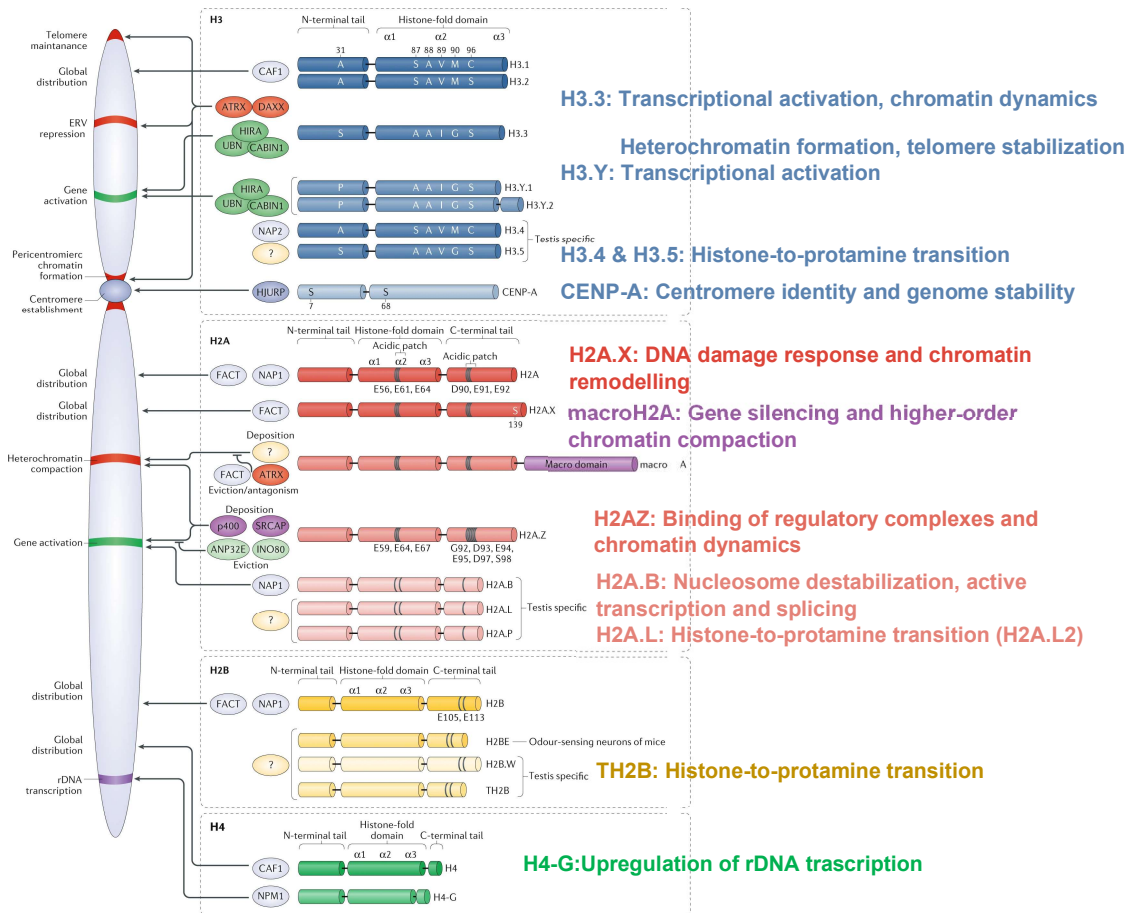 H3
N-terminal tail
Histone-fold domain
α1
α2
α3
31
87 88 89 90 96
Telomere
maintanance
Global
distribution
CAF1
A
S A V M C
H3.1
A
S A V M S
H3.2
ATRX
DAXX
ERV
repression
HIRA
UBN
CABIN1
S
A A I G S
H3.3
H3.3: Transcriptional activation, chromatin dynamics
Heterochromatin formation, telomere stabilization
H3.Y: Transcriptional activation
Gene
activation
HIRA
UBN
CABIN1
P
A A I G S
H3.Y.1
P
A A I G S
H3.Y.2
NAP2
A
S A V M C
H3.4
Testis specific
?
S
A A V G S
H3.5
H3.4 & H3.5: Histone-to-protamine transition
Pericentromierc
chromatin
formation
Centromere
establishment
HJURP
S
S
CENP-A
7
68
CENP-A: Centromere identity and genome stability
H2A
N-terminal tail
Histone-fold domain
C-terminal tail
Acidic patch
α1
α2
α3
Acidic patch
Global
distribution
FACT
NAP1
H2A
E56, E61, E64
D90, E91, E92
H2A.X: DNA damage response and chromatin
remodelling
Global
distribution
FACT
S
H2A.X
139
macroH2A: Gene silencing and higher-order
chromatin compaction
Deposition
?
Heterochromatin
compaction
FACT
ATRX
Eviction/antagonism
Macro domain
macro A
Deposition
p400
SRCAP
Gene activation
ANP32E
INO80
Eviction
H2A.Z
E59, E64, E67
G92, D93, E94,
E95, D97, S98
H2AZ: Binding of regulatory complexes and
chromatin dynamics
NAP1
H2A.B
?
H2A.L
Testis specific
H2A.P
H2A.B: Nucleosome destabilization, active
transcription and splicing
H2A.L: Histone-to-protamine transition (H2A.L2)
H2B
N-terminal tail
Histone-fold domain
C-terminal tail
α1
α2
α3
Global
distribution
FACT
NAP1
H2B
E105, E113
Global
distribution
H2BE
Odour-sensing neurons of mice
?
H2B.W
Testis specific
TH2B
TH2B: Histone-to-protamine transition
rDNA
transcription
H4
N-terminal tail
Histone-fold
domain
C-terminal tail
α1
α2
α3
CAF1
H4
NPM1
H4-G
H4-G:Upregulation of rDNA trascription